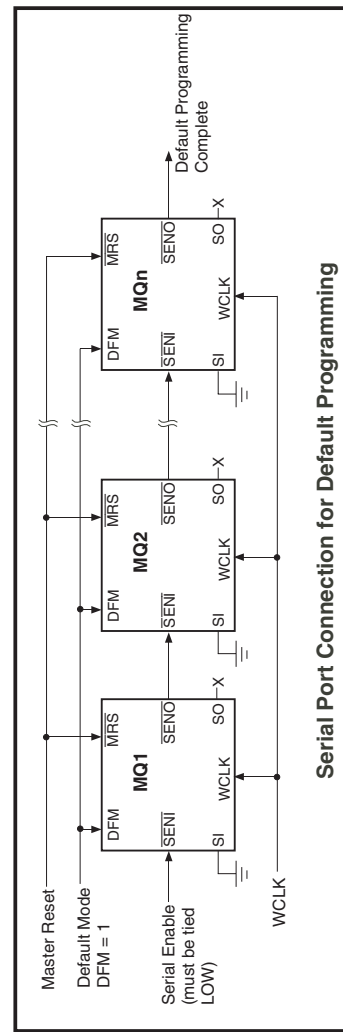 Master Reset
Default Mode
DFM = 1
Serial Enable
(must be tied
LOW)
WCLK
DFM
MRS
MQ1
SENI
SENO
SI
WCLK
SO
X
DFM
MRS
MQ2
SENI
SENO
SI
WCLK
SO
X
DFM
MRS
MQn
SENI
SENO
SI
WCLK
SO
X
Default Programming
Complete
Serial Port Connection for Default Programming